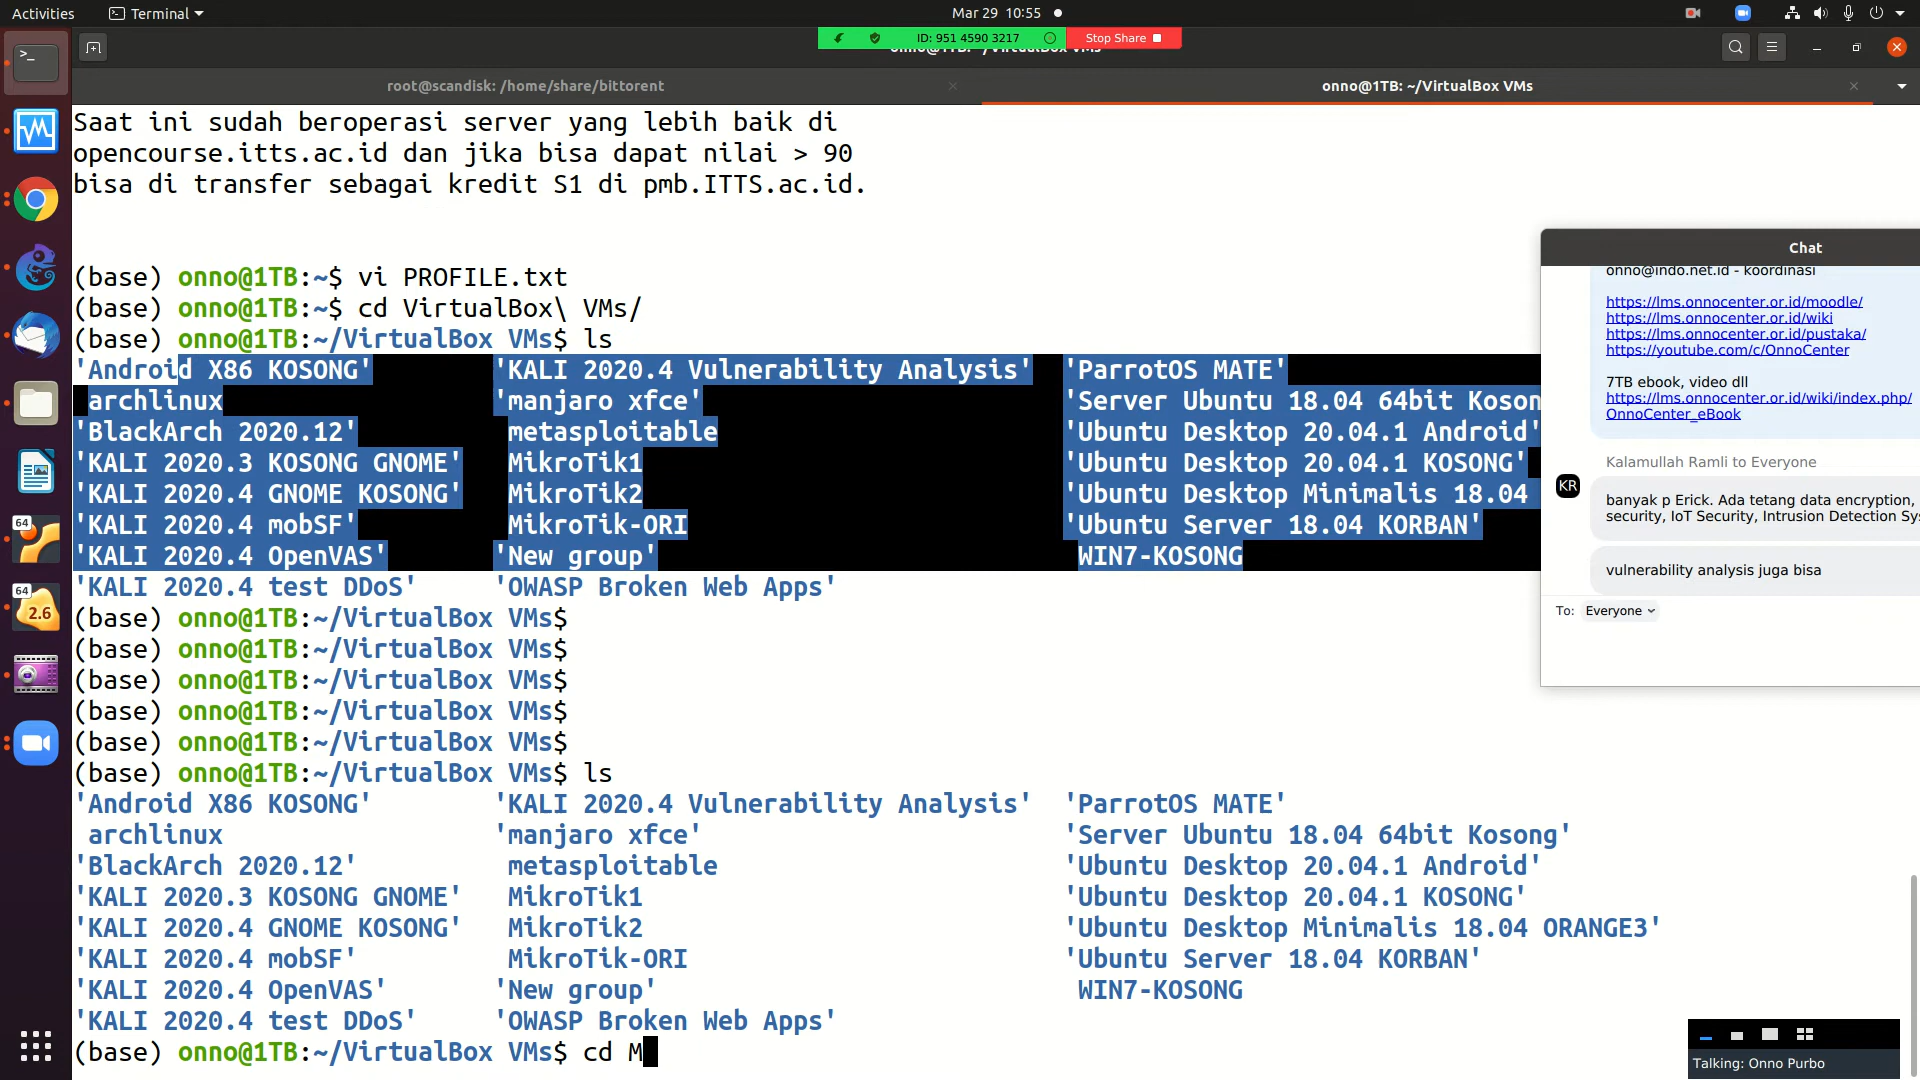 Activities
Terminal
Mar 29 10:55
ID: 951 4590 3217
Stop Share
root@scandisk: /home/share/bittorent
onno@1TB: ~/VirtualBox VMs
Saat ini sudah beroperasi server yang lebih baik di
opencourse.itts.ac.id dan jika bisa dapat nilai > 90
bisa di transfer sebagai kredit S1 di pmb.ITTS.ac.id.
(base) onno@1TB:~$ vi PROFILE.txt
(base) onno@1TB:~$ cd VirtualBox\ VMs/
(base) onno@1TB:~/VirtualBox VMs$ ls
'Android X86 KOSONG' 'KALI 2020.4 Vulnerability Analysis' 'ParrotOS MATE'
archlinux 'manjaro xfce' 'Server Ubuntu 18.04 64bit Koson
'BlackArch 2020.12' metasploitable 'Ubuntu Desktop 20.04.1 Android'
'KALI 2020.3 KOSONG GNOME' MikroTik1 'Ubuntu Desktop 20.04.1 KOSONG'
'KALI 2020.4 GNOME KOSONG' MikroTik2 'Ubuntu Desktop Minimalis 18.04
'KALI 2020.4 mobSF' MikroTik-ORI 'Ubuntu Server 18.04 KORBAN'
'KALI 2020.4 OpenVAS' 'New group' WIN7-KOSONG
'KALI 2020.4 test DDoS' 'OWASP Broken Web Apps'
(base) onno@1TB:~/VirtualBox VMs$
(base) onno@1TB:~/VirtualBox VMs$
(base) onno@1TB:~/VirtualBox VMs$
(base) onno@1TB:~/VirtualBox VMs$
(base) onno@1TB:~/VirtualBox VMs$
(base) onno@1TB:~/VirtualBox VMs$ ls
'Android X86 KOSONG' 'KALI 2020.4 Vulnerability Analysis' 'ParrotOS MATE'
archlinux 'manjaro xfce' 'Server Ubuntu 18.04 64bit Kosong'
'BlackArch 2020.12' metasploitable 'Ubuntu Desktop 20.04.1 Android'
'KALI 2020.3 KOSONG GNOME' MikroTik1 'Ubuntu Desktop 20.04.1 KOSONG'
'KALI 2020.4 GNOME KOSONG' MikroTik2 'Ubuntu Desktop Minimalis 18.04 ORANGE3'
'KALI 2020.4 mobSF' MikroTik-ORI 'Ubuntu Server 18.04 KORBAN'
'KALI 2020.4 OpenVAS' 'New group' WIN7-KOSONG
'KALI 2020.4 test DDoS' 'OWASP Broken Web Apps'
(base) onno@1TB:~/VirtualBox VMs$ cd M
Chat
onno@indo.net.id - koordinasi
https://lms.onnocenter.or.id/moodle/
https://lms.onnocenter.or.id/wiki
https://lms.onnocenter.or.id/pustaka/
https://youtube.com/c/OnnoCenter
7TB ebook, video dll
https://lms.onnocenter.or.id/wiki/index.php/
OnnoCenter_eBook
Kalamullah Ramli to Everyone
KR
banyak p Erick. Ada tetang data encryption,
security, IoT Security, Intrusion Detection Sy
vulnerability analysis juga bisa
To: Everyone
64
64
2.6
Talking: Onno Purbo